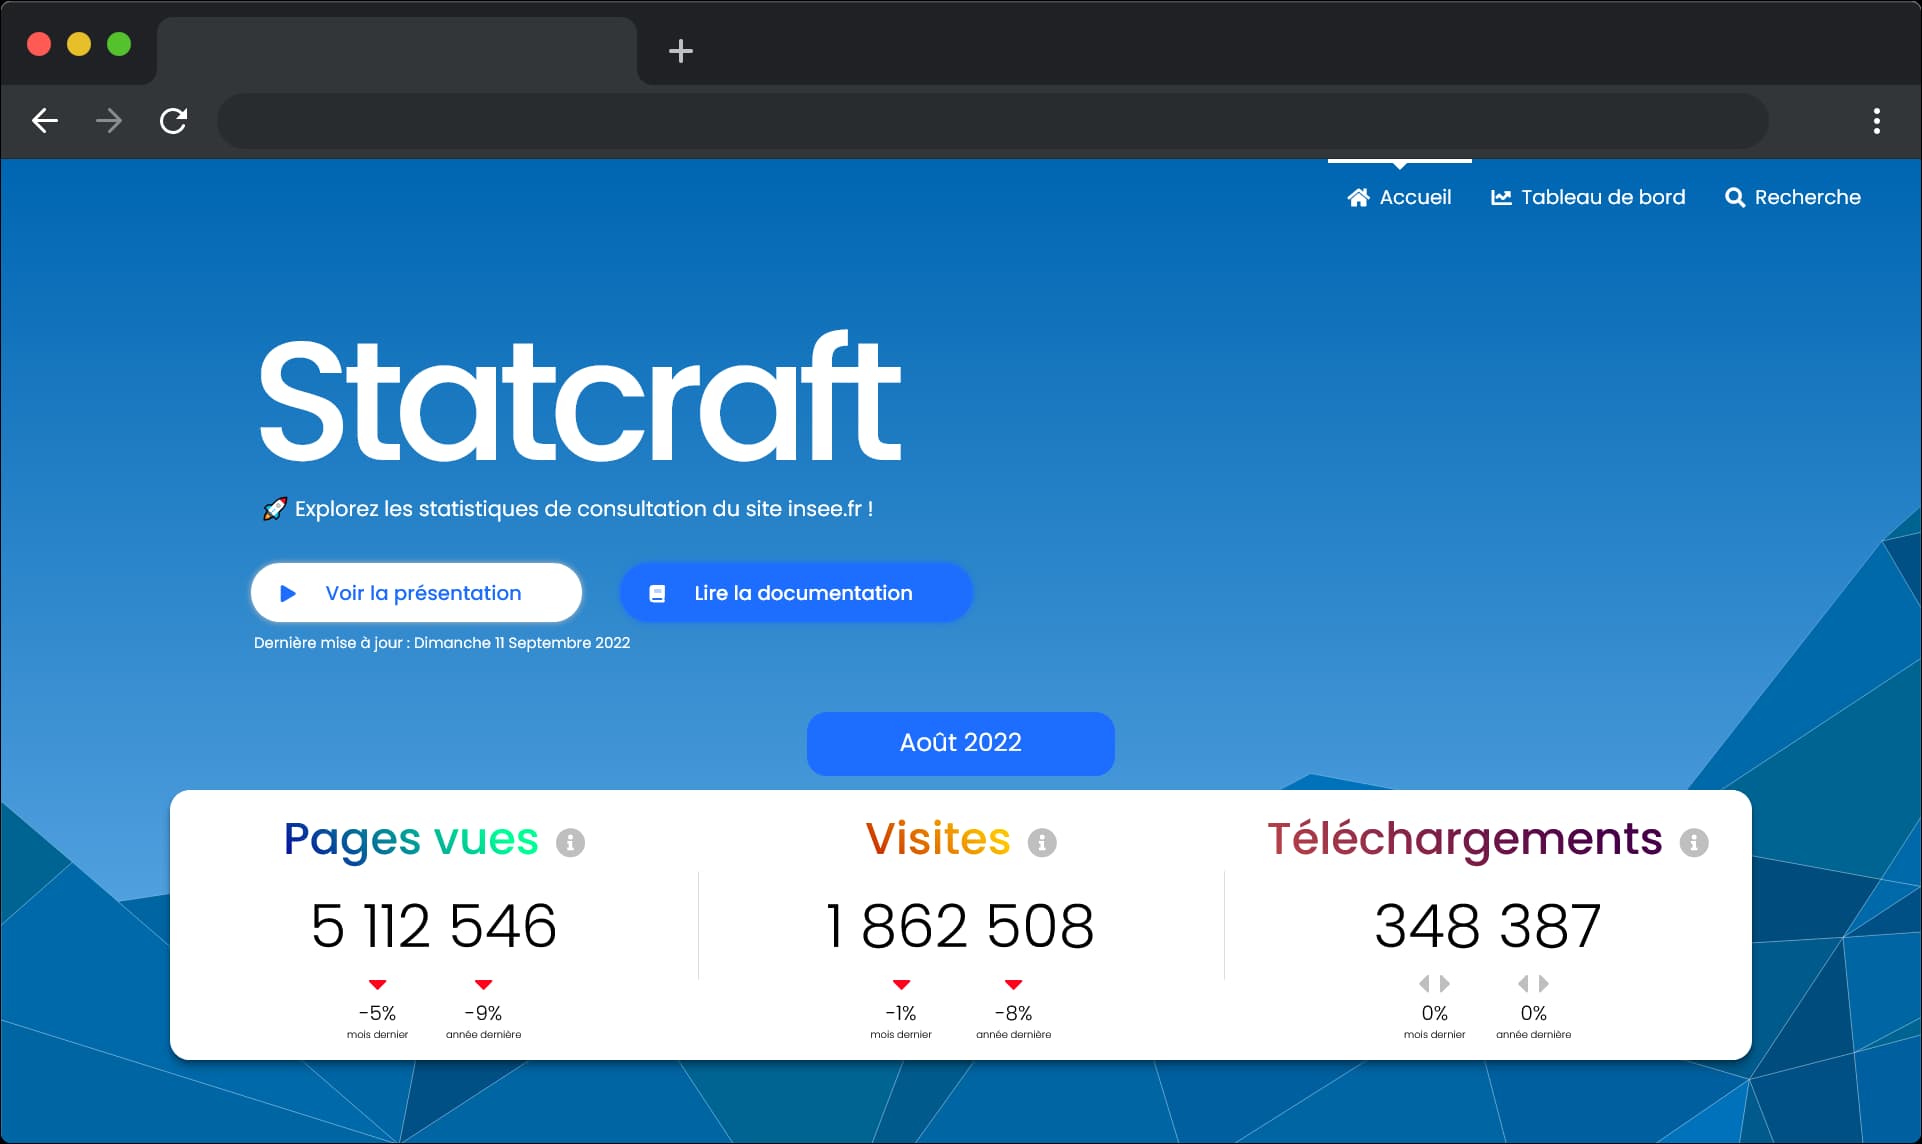 Accueil
Tableau de bord
Recherche
Statcraft
🚀 Explorez les statistiques de consultation du site insee.fr !
Voir la présentation
Lire la documentation
Dernière mise à jour : Dimanche 11 Septembre 2022
Août 2022
Pages vues
5 112 546
-5%
mois dernier
-9%
année dernière
Visites
1 862 508
-1%
mois dernier
-8%
année dernière
Téléchargements
348 387
0%
mois dernier
0%
année dernière